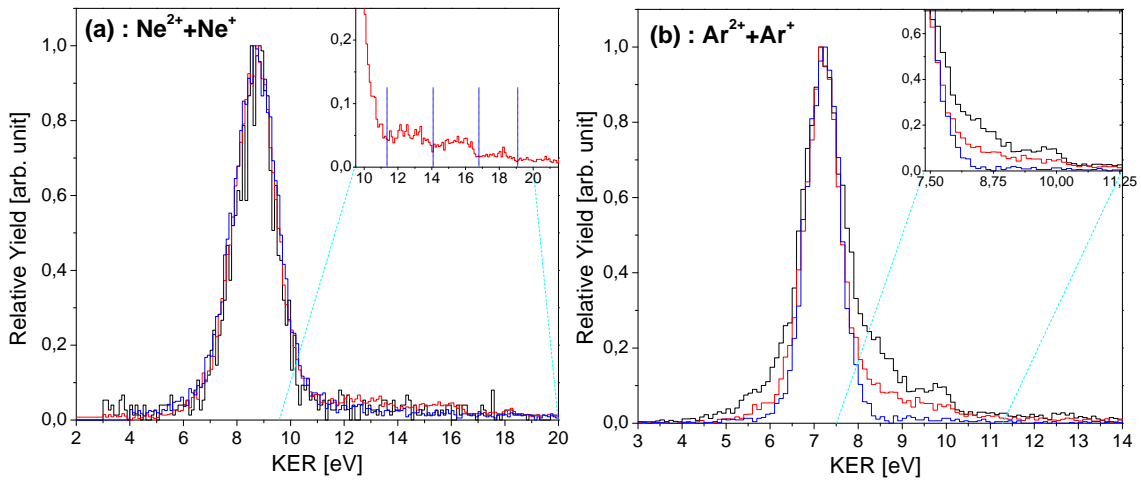 (a) : Ne²⁺+Ne⁺
Relative Yield [arb. unit]
1,0
0,8
0,6
0,4
0,2
0,0
2 4 6 8 10 12 14 16 18 20
KER [eV]
0,2
0,1
0,0
10 12 14 16 18 20
(b) : Ar²⁺+Ar⁺
Relative Yield [arb. unit]
1,0
0,8
0,6
0,4
0,2
0,0
3 4 5 6 7 8 9 10 11 12 13 14
KER [eV]
0,6
0,4
0,2
0,0
7,50 8,75 10,00 11,25